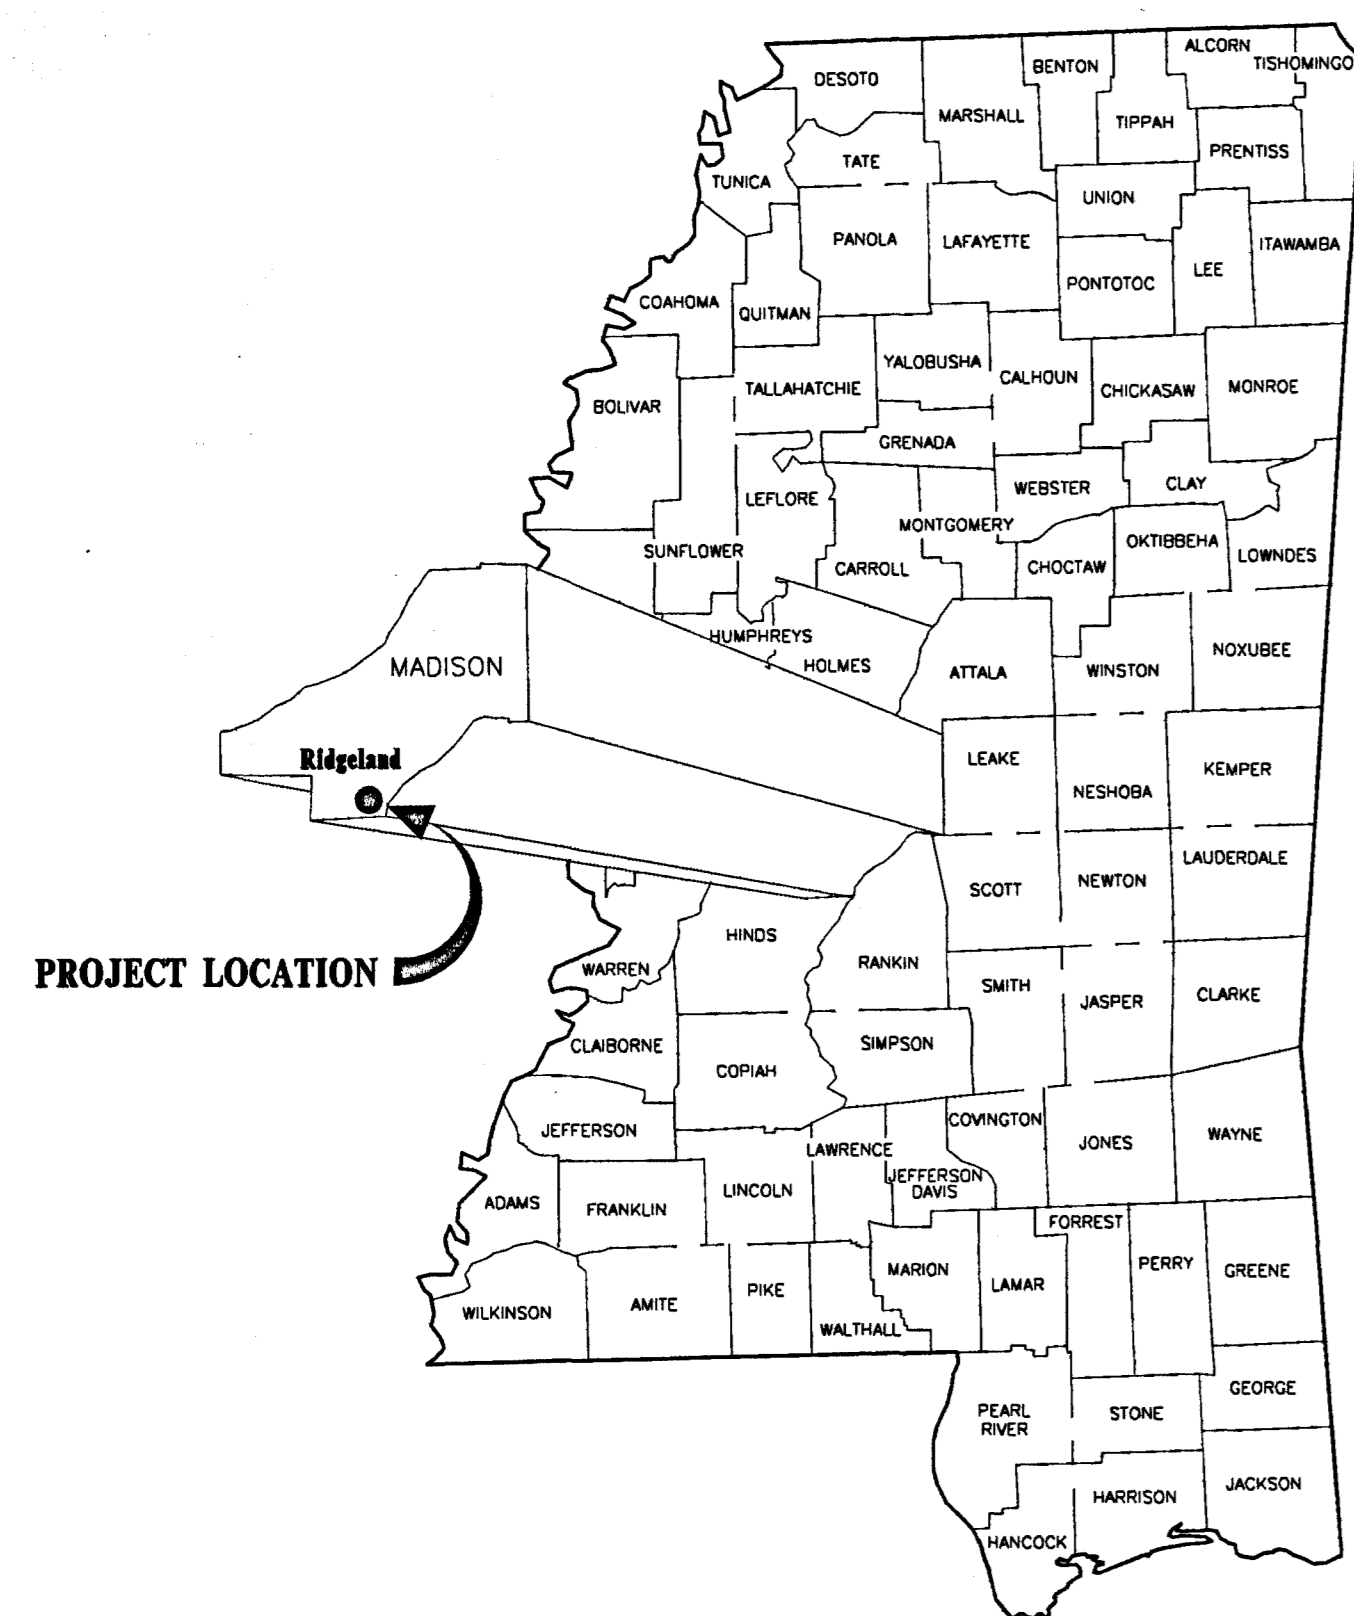 ALCORN
TISHOMINGO
BENTON
DESOTO
MARSHALL
TIPPAH
PRENTISS
TATE
TUNICA
UNION
PANOLA
LAFAYETTE
ITAWAMBA
LEE
PONTOTOC
COAHOMA
QUITMAN
YALOBUSHA
CALHOUN
TALLAHATCHIE
CHICKASAW
MONROE
BOLIVAR
GRENADA
WEBSTER
CLAY
LEFLORE
MONTGOMERY
OKTIBBEHA
SUNFLOWER
LOWNDES
CARROLL
CHOCTAW
HUMPHREYS
NOXUBEE
MADISON
HOLMES
ATTALA
WINSTON
Ridgeland
LEAKE
KEMPER
NESHOBA
LAUDERDALE
SCOTT
NEWTON
HINDS
PROJECT LOCATION
WARREN
RANKIN
SMITH
JASPER
CLARKE
CLAIBORNE
SIMPSON
COPIAH
COVINGTON
JEFFERSON
LAWRENCE
JONES
WAYNE
JEFFERSON
DAVIS
LINCOLN
ADAMS
FRANKLIN
FORREST
MARION
PERRY
GREENE
LAMAR
PIKE
AMITE
WILKINSON
WALTHALL
GEORGE
PEARL
RIVER
STONE
JACKSON
HARRISON
HANCOCK